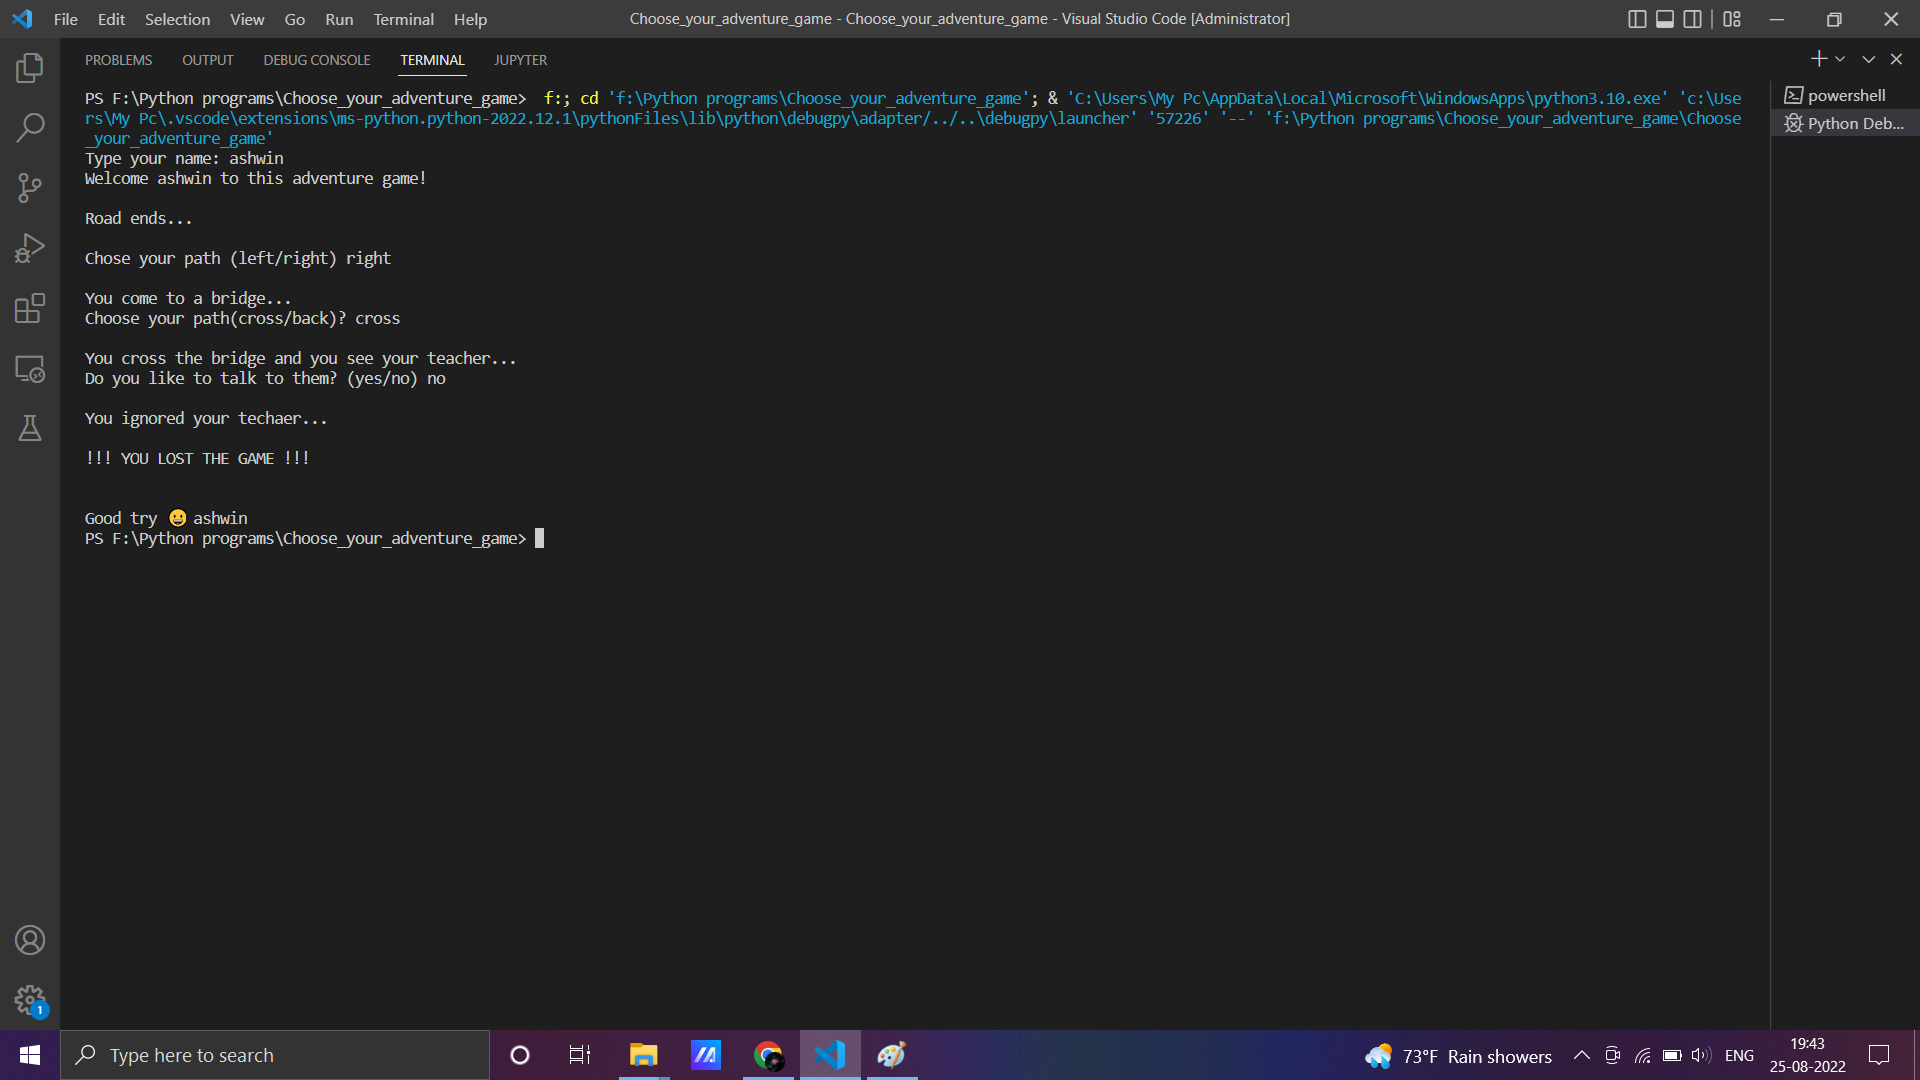 File Edit Selection View Go Run Terminal Help
Choose_your_adventure_game - Choose_your_adventure_game - Visual Studio Code [Administrator]
PROBLEMS OUTPUT DEBUG CONSOLE TERMINAL JUPYTER
PS F:\Python programs\Choose_your_adventure_game>  f:; cd 'f:\Python programs\Choose_your_adventure_game'; & 'C:\Users\My Pc\AppData\Local\Microsoft\WindowsApps\python3.10.exe' 'c:\Use
rs\My Pc\.vscode\extensions\ms-python.python-2022.12.1\pythonFiles\lib\python\debugpy\adapter/../..\debugpy\launcher' '57226' '--' 'f:\Python programs\Choose_your_adventure_game\Choose
_your_adventure_game'
Type your name: ashwin
Welcome ashwin to this adventure game!
Road ends...
Chose your path (left/right) right
You come to a bridge...
Choose your path(cross/back)? cross
You cross the bridge and you see your teacher...
Do you like to talk to them? (yes/no) no
You ignored your techaer...
!!! YOU LOST THE GAME !!!
Good try 😀 ashwin
PS F:\Python programs\Choose_your_adventure_game>
powershell
Python Deb...
1
Type here to search
73°F Rain showers
ENG
19:43
25-08-2022